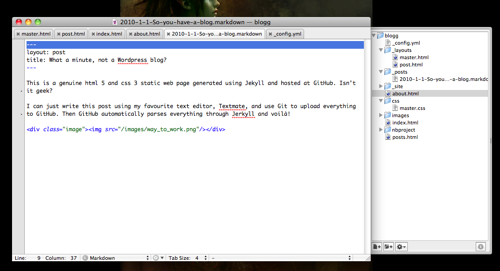 2010-1-1-So-you-have-a-blog.markdown — blogg
master.html
post.html
index.html
about.html
2010-1-1-So-yo...a-blog.markdown
_config.yml
---
layout: post
title: What a minute, not a Wordpress blog?
---
This is a genuine html 5 and css 3 static web page generated using Jekyll and hosted at GitHub. Isn't
it geek?
I can just write this post using my favourite text editor, Textmate, and use Git to upload everything
to GitHub. Then GitHub automatically parses everything through Jerkyll and voilà!
<div class="image"><img src="/images/way_to_work.png"/></div>
Line: 9 Column: 37
Markdown
Tab Size: 4
-
blogg
_config.yml
_layouts
master.html
post.html
_posts
2010-1-1-So-you-have...-a-blog.markdown
_site
about.html
css
master.css
images
index.html
nbproject
posts.html